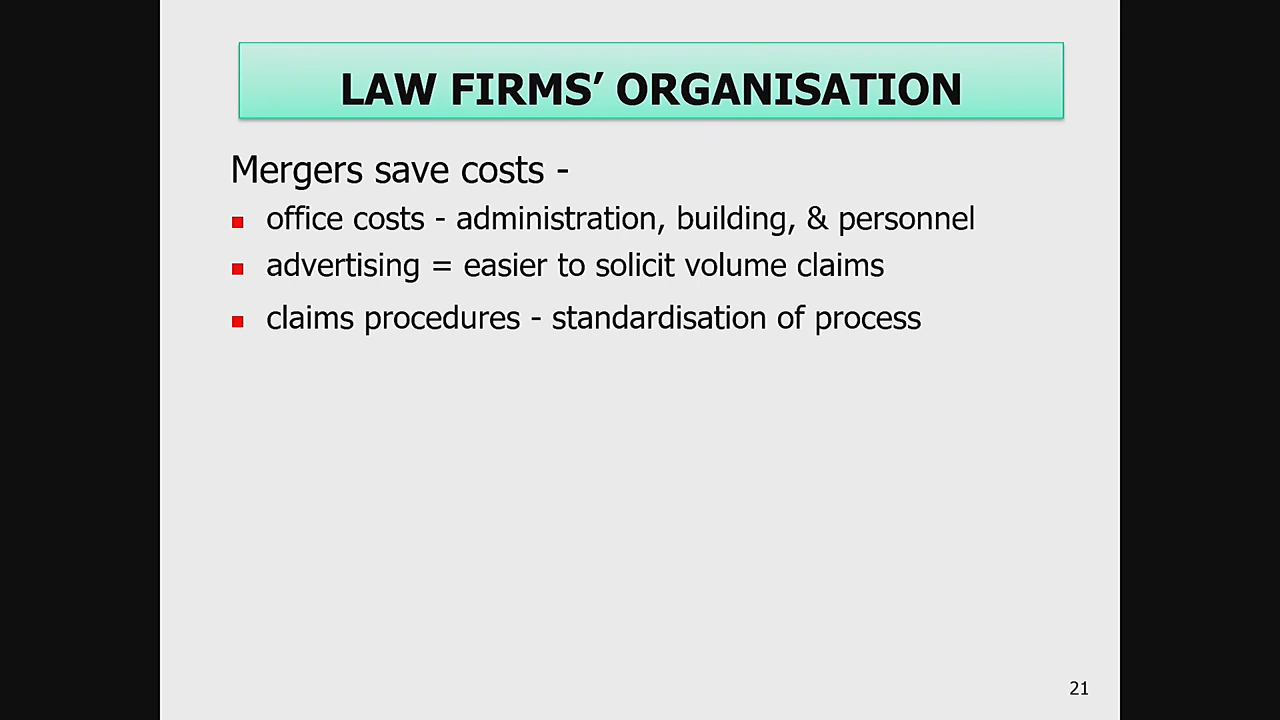 LAW FIRMS’ ORGANISATION
Mergers save costs -
office costs - administration, building, & personnel
advertising = easier to solicit volume claims
claims procedures - standardisation of process
21